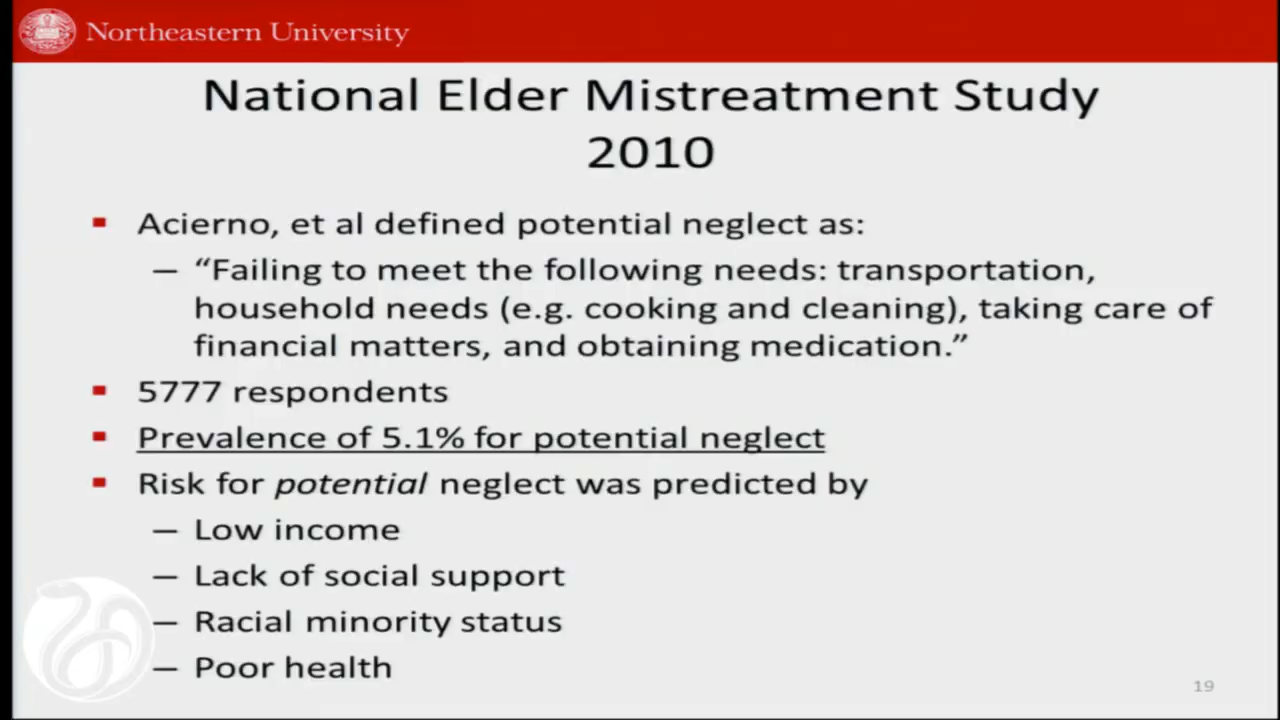 Northeastern University
National Elder Mistreatment Study
2010
Acierno, et al defined potential neglect as:
– “Failing to meet the following needs: transportation,
household needs (e.g. cooking and cleaning), taking care of
financial matters, and obtaining medication.”
5777 respondents
Prevalence of 5.1% for potential neglect
Risk for potential neglect was predicted by
– Low income
– Lack of social support
– Racial minority status
– Poor health
19